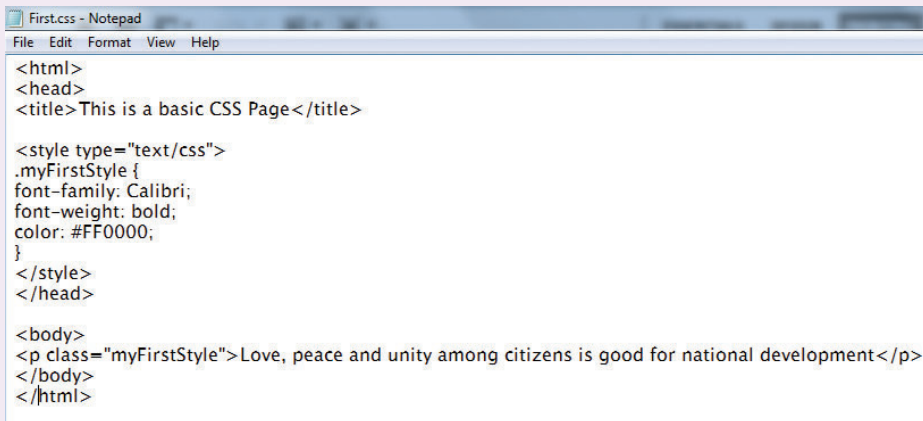 First.css - Notepad
File Edit Format View Help
<html>
<head>
<title>This is a basic CSS Page</title>
<style type="text/css">
.myFirstStyle {
font-family: Calibri;
font-weight: bold;
color: #FF0000;
}
</style>
</head>
<body>
<p class="myFirstStyle">Love, peace and unity among citizens is good for national development</p>
</body>
</html>